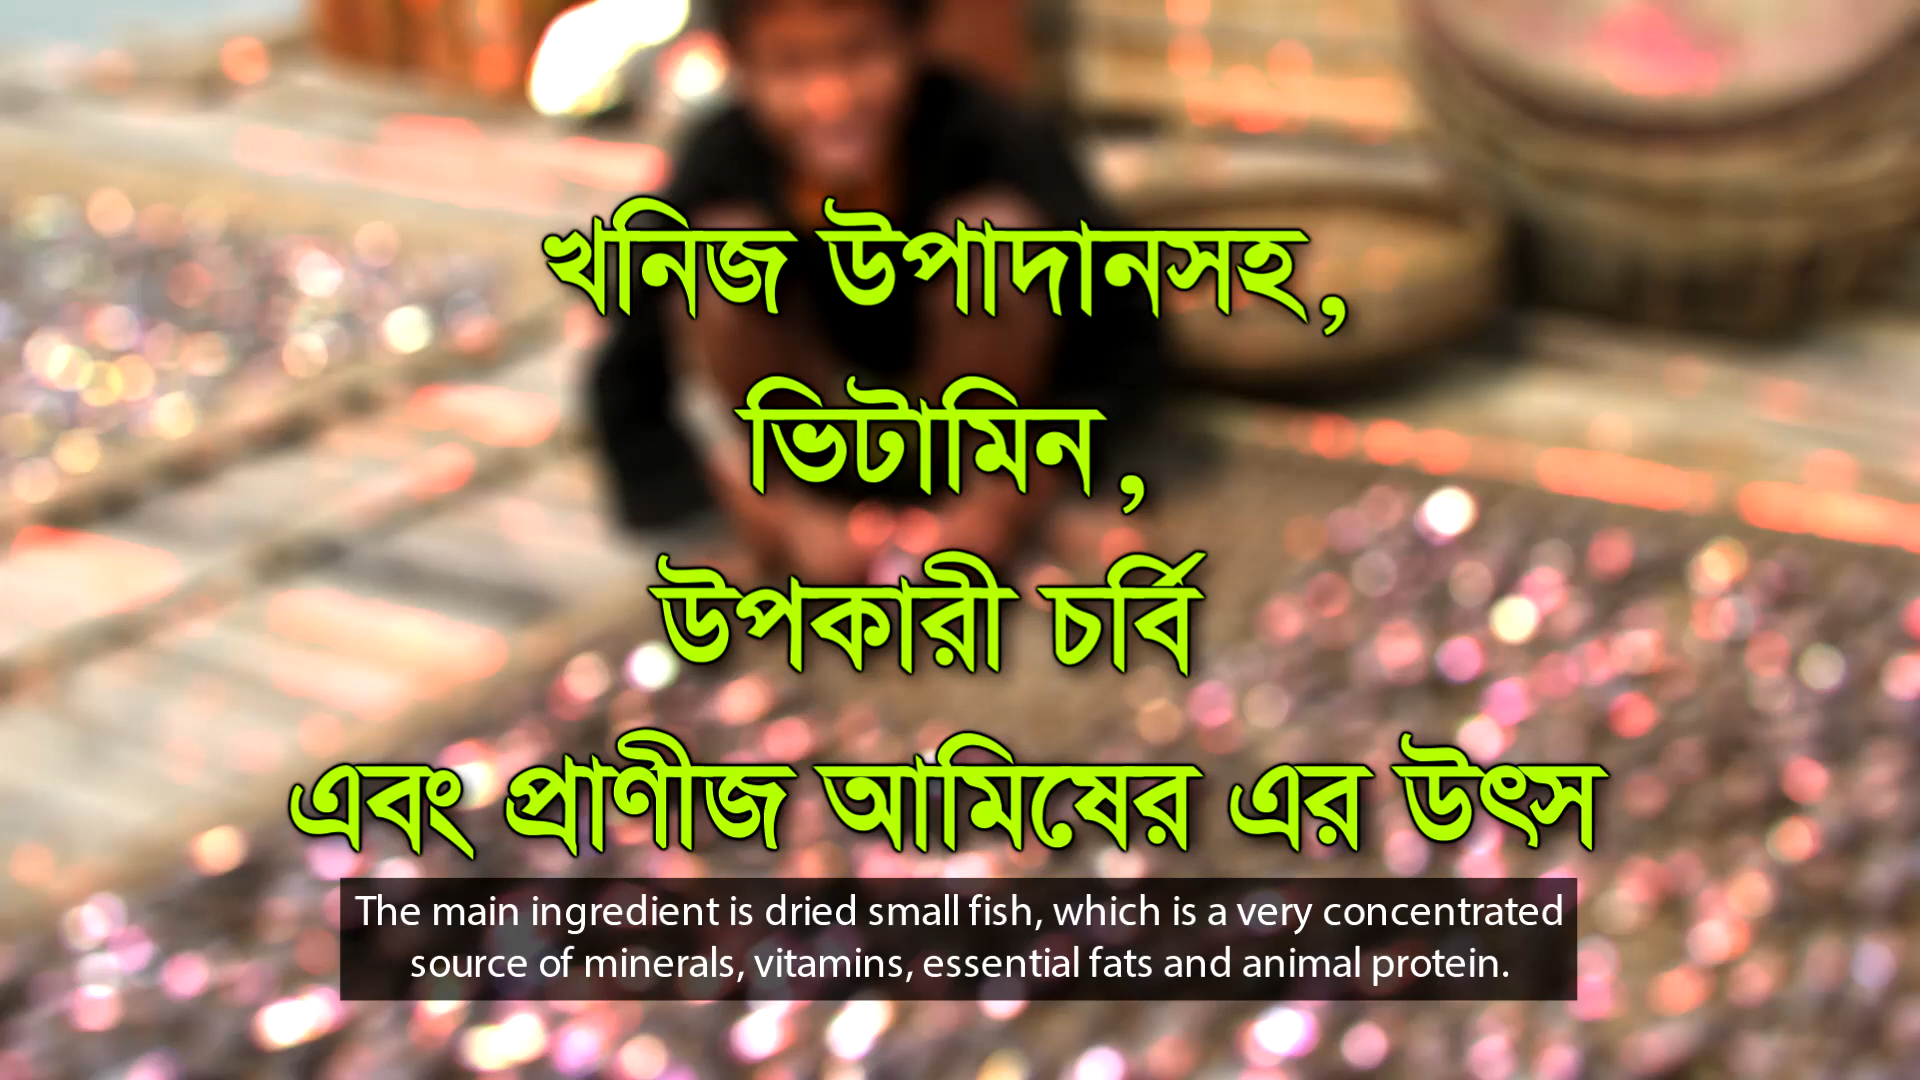 খনিজ উপাদানসহ,
ভিটামিন,
উপকারী চর্বি
এবং প্রাণীজ আমিষের এর উৎস
The main ingredient is dried small fish, which is a very concentrated
source of minerals, vitamins, essential fats and animal protein.